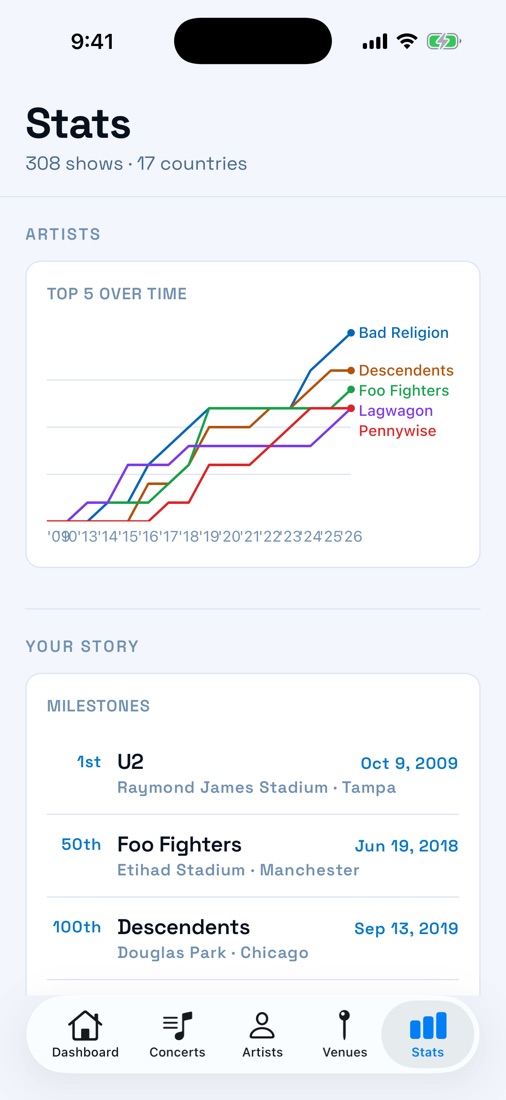 9:41
Stats
308 shows · 17 countries
ARTISTS
TOP 5 OVER TIME
Bad Religion
Descendents
Foo Fighters
Lagwagon
Pennywise
'09 '10 '13 '14 '15 '16 '17 '18 '19 '20 '21 '22 '23 '24 '25 '26
YOUR STORY
MILESTONES
1st U2 Oct 9, 2009
Raymond James Stadium · Tampa
50th Foo Fighters Jun 19, 2018
Etihad Stadium · Manchester
100th Descendents Sep 13, 2019
Douglas Park · Chicago
Dashboard Concerts Artists Venues Stats